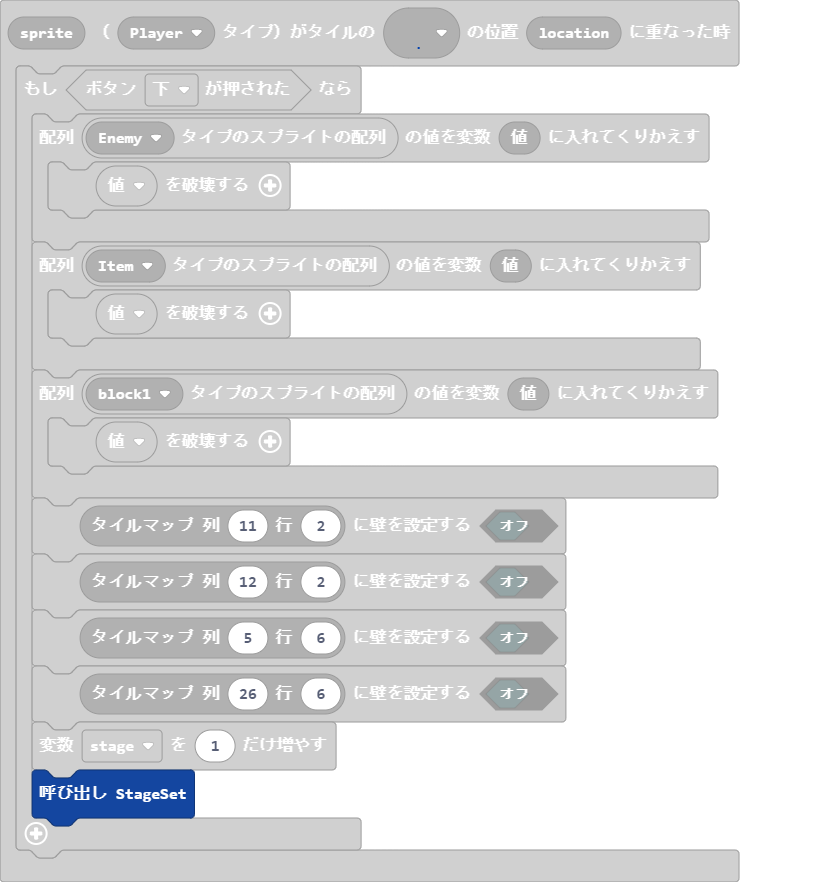 sprite ( Player タイプ) がタイルの の位置 location に重なった時
もし ボタン 下 が押された なら
配列 Enemy タイプのスプライトの配列 の値を変数 値 に入れてくりかえす
値 を破壊する
配列 Item タイプのスプライトの配列 の値を変数 値 に入れてくりかえす
値 を破壊する
配列 block1 タイプのスプライトの配列 の値を変数 値 に入れてくりかえす
値 を破壊する
タイルマップ 列 11 行 2 に壁を設定する オフ
タイルマップ 列 12 行 2 に壁を設定する オフ
タイルマップ 列 5 行 6 に壁を設定する オフ
タイルマップ 列 26 行 6 に壁を設定する オフ
変数 stage を 1 だけ増やす
呼び出し StageSet